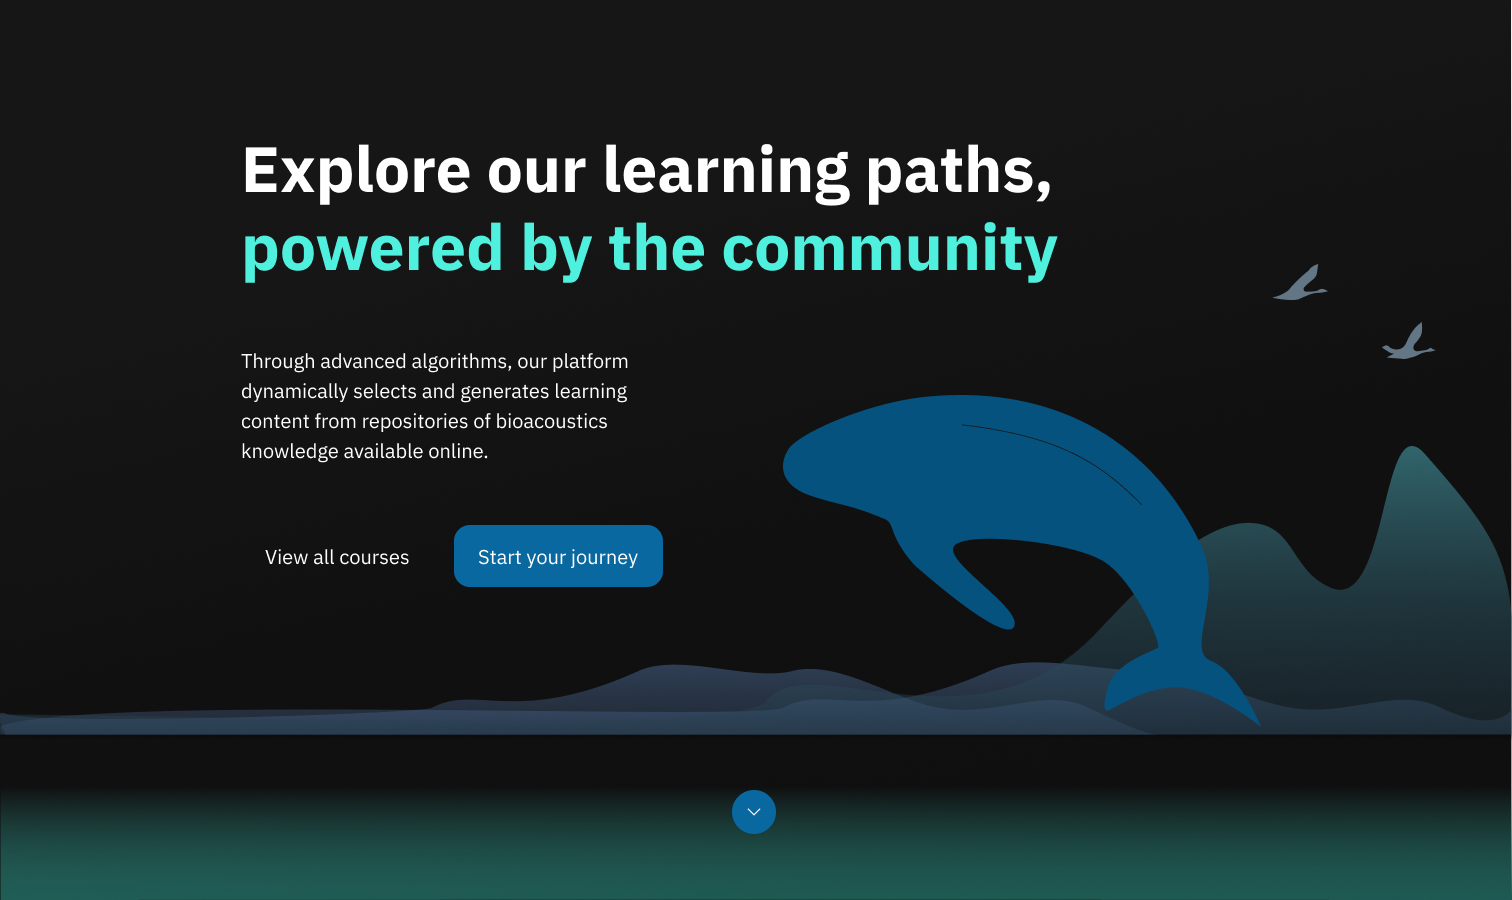 Explore our learning paths,
powered by the community
Through advanced algorithms, our platform
dynamically selects and generates learning
content from repositories of bioacoustics
knowledge available online.
View all courses
Start your journey